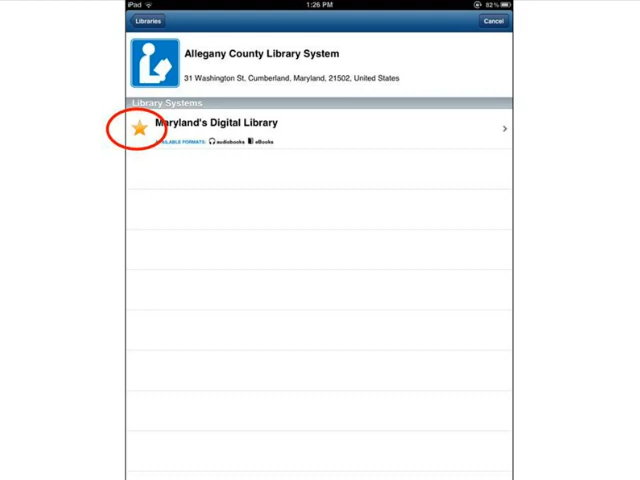 iPad 1:26 PM 82%
Libraries Cancel
Allegany County Library System
31 Washington St, Cumberland, Maryland, 21502, United States
Library Systems
Maryland's Digital Library
AVAILABLE FORMATS: audiobooks eBooks